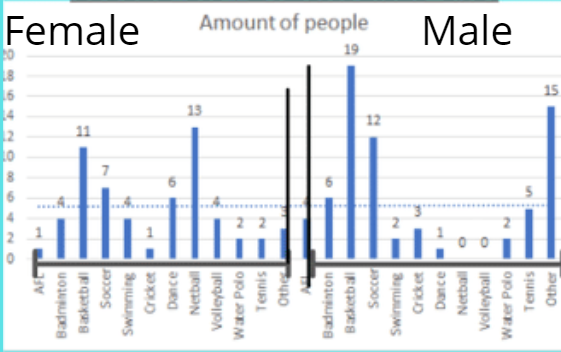 Female
Amount of people
Male
20
18
16
14
12
10
8
6
4
2
0
1
4
11
7
4
1
6
13
4
2
2
3
4
6
19
12
2
3
1
0
0
2
5
15
AFL
Badminton
Basketball
Soccer
Swimming
Cricket
Dance
Netball
Volleyball
Water Polo
Tennis
Other
AFL
Badminton
Basketball
Soccer
Swimming
Cricket
Dance
Netball
Volleyball
Water Polo
Tennis
Other